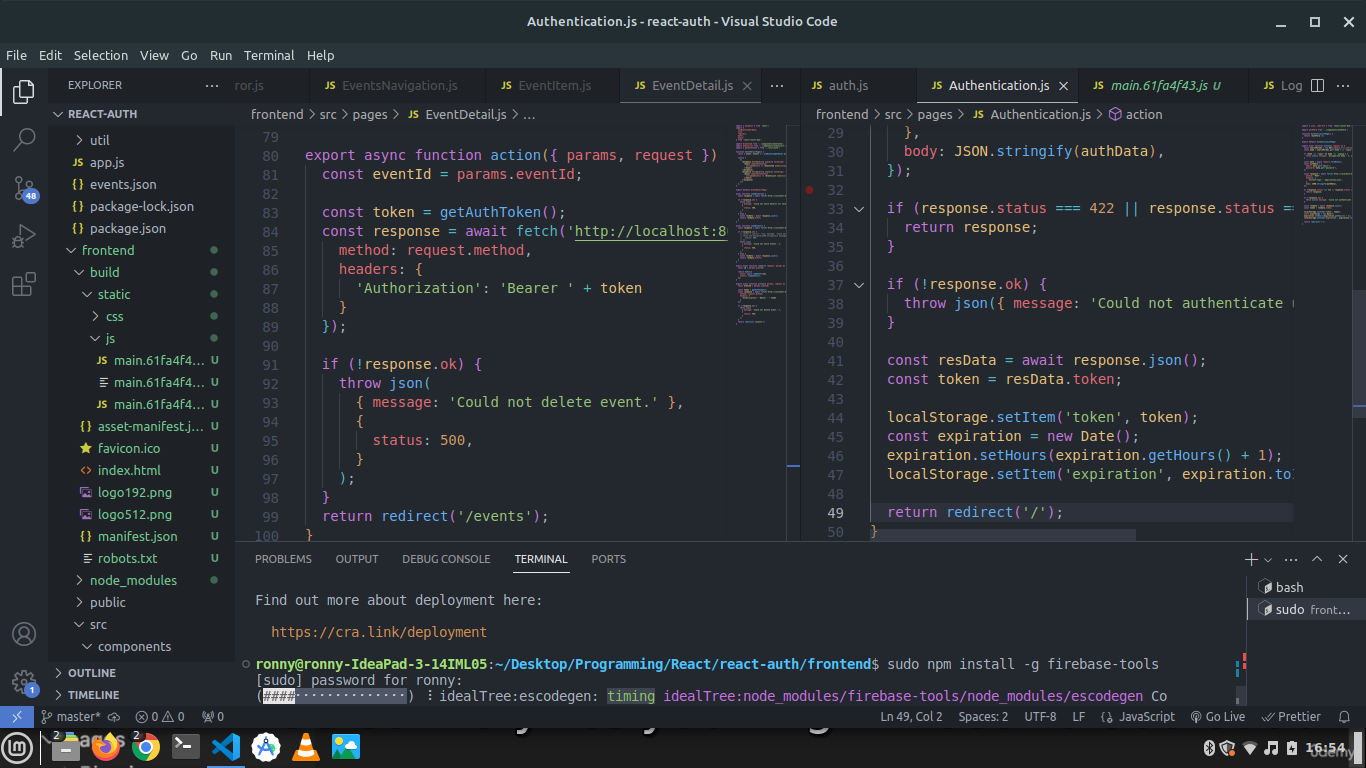 Authentication.js - react-auth - Visual Studio Code
File Edit Selection View Go Run Terminal Help
EXPLORER
REACT-AUTH
util
app.js
events.json
package-lock.json
package.json
frontend
build
static
css
js
main.61fa4f4... U
main.61fa4f4... U
main.61fa4f4... U
asset-manifest.j... U
favicon.ico U
index.html U
logo192.png U
logo512.png U
manifest.json U
robots.txt U
node_modules
public
src
components
OUTLINE
TIMELINE
48
1
ror.js EventsNavigation.js EventItem.js EventDetail.js
frontend > src > pages > EventDetail.js > ...
79
80 export async function action({ params, request })
81 const eventId = params.eventId;
82
83 const token = getAuthToken();
84 const response = await fetch('http://localhost:8
85 method: request.method,
86 headers: {
87 'Authorization': 'Bearer ' + token
88 }
89 });
90
91 if (!response.ok) {
92 throw json(
93 { message: 'Could not delete event.' },
94 {
95 status: 500,
96 }
97 );
98 }
99 return redirect('/events');
100 }
auth.js Authentication.js main.61fa4f43.js U Log
frontend > src > pages > Authentication.js > action
29 },
30 body: JSON.stringify(authData),
31 });
32
33 if (response.status === 422 || response.status ==
34 return response;
35 }
36
37 if (!response.ok) {
38 throw json({ message: 'Could not authenticate
39 }
40
41 const resData = await response.json();
42 const token = resData.token;
43
44 localStorage.setItem('token', token);
45 const expiration = new Date();
46 expiration.setHours(expiration.getHours() + 1);
47 localStorage.setItem('expiration', expiration.to
48
49 return redirect('/');
50 }
PROBLEMS OUTPUT DEBUG CONSOLE TERMINAL PORTS
Find out more about deployment here:
https://cra.link/deployment
ronny@ronny-IdeaPad-3-14IML05:~/Desktop/Programming/React/react-auth/frontend$ sudo npm install -g firebase-tools
[sudo] password for ronny:
(####··············) ⠸ idealTree:escodegen: timing idealTree:node_modules/firebase-tools/node_modules/escodegen Co
bash
sudo front...
master* 0 0 0 Ln 49, Col 2 Spaces: 2 UTF-8 LF JavaScript Go Live Prettier
2 2 16:54
udemy